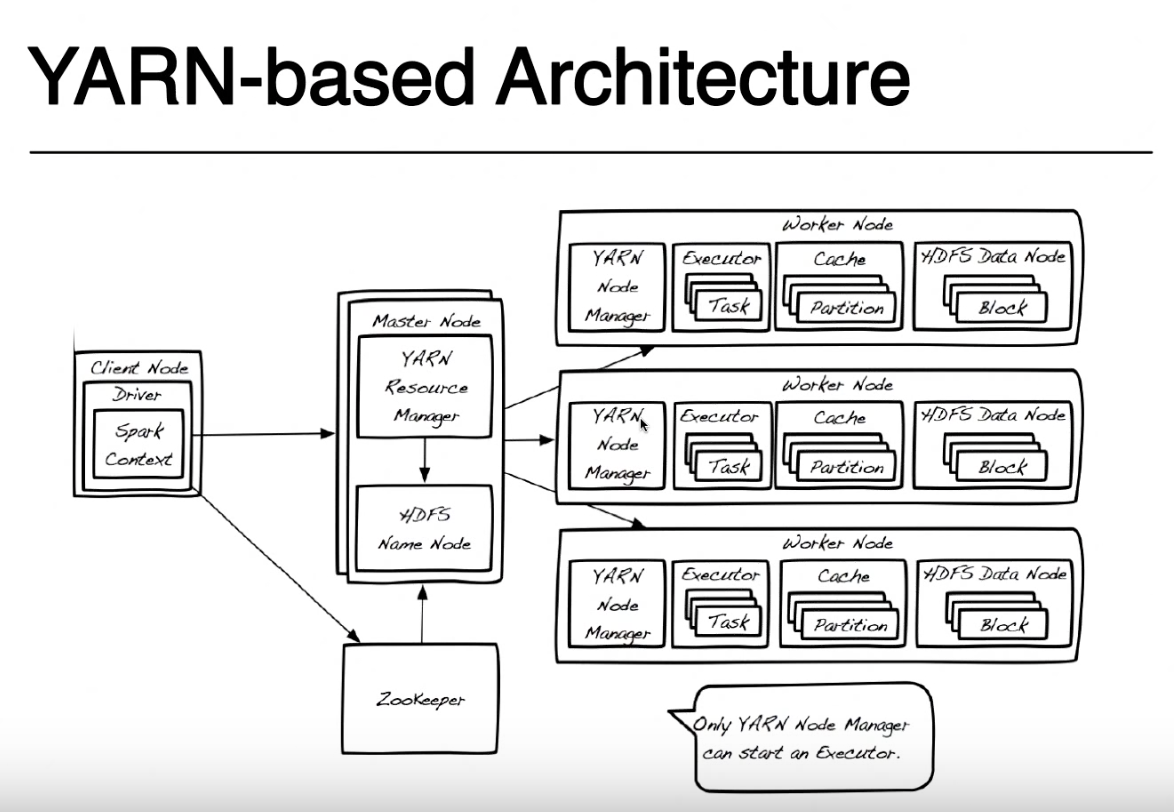 YARN-based Architecture
Client Node
Driver
Spark
Context
Master Node
YARN
Resource
Manager
HDFS
Name Node
ZooKeeper
Worker Node
YARN
Node
Manager
Executor
Task
Cache
Partition
HDFS Data Node
Block
Worker Node
YARN
Node
Manager
Executor
Task
Cache
Partition
HDFS Data Node
Block
Worker Node
YARN
Node
Manager
Executor
Task
Cache
Partition
HDFS Data Node
Block
Only YARN Node Manager
can start an Executor.